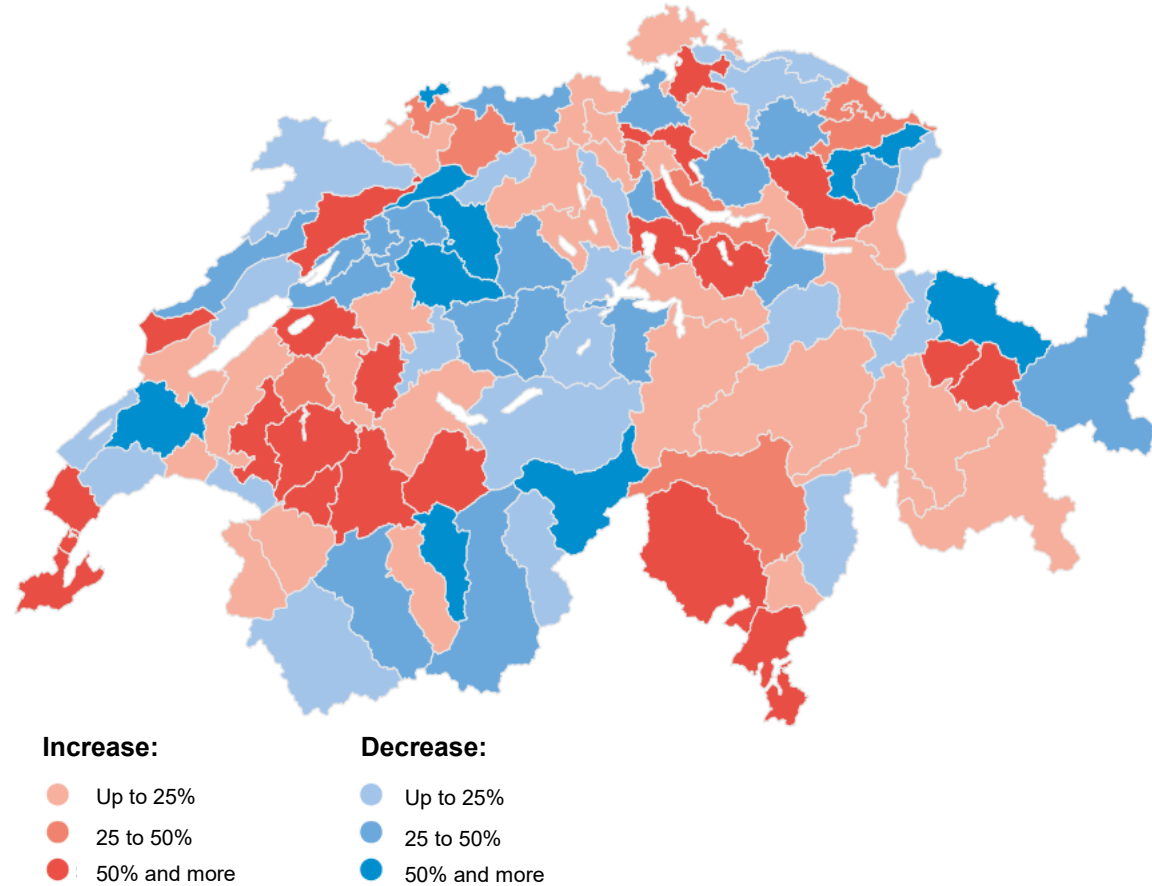 Increase:
Up to 25%
25 to 50%
50% and more
Decrease:
Up to 25%
25 to 50%
50% and more